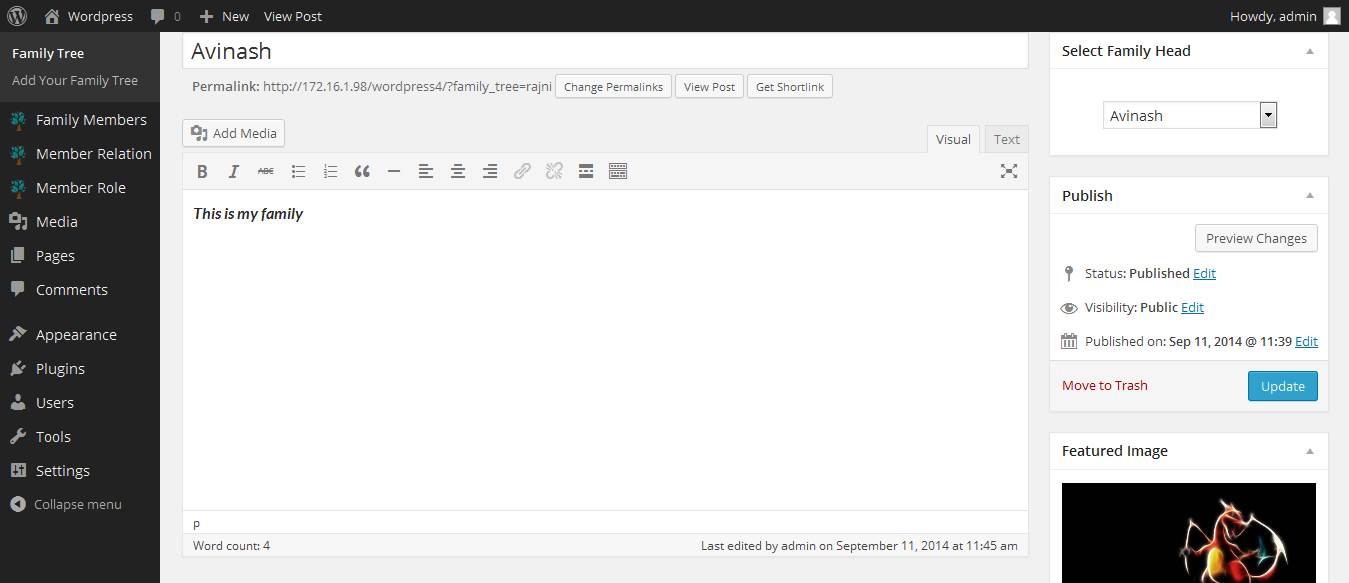 Wordpress 0 New View Post Howdy, admin
Family Tree
Add Your Family Tree
Family Members
Member Relation
Member Role
Media
Pages
Comments
Appearance
Plugins
Users
Tools
Settings
Collapse menu
Avinash
Permalink: http://172.16.1.98/wordpress4/?family_tree=rajni Change Permalinks View Post Get Shortlink
Add Media
Visual Text
B I ABC
This is my family
p
Word count: 4 Last edited by admin on September 11, 2014 at 11:45 am
Select Family Head
Avinash
Publish
Preview Changes
Status: Published Edit
Visibility: Public Edit
Published on: Sep 11, 2014 @ 11:39 Edit
Move to Trash Update
Featured Image